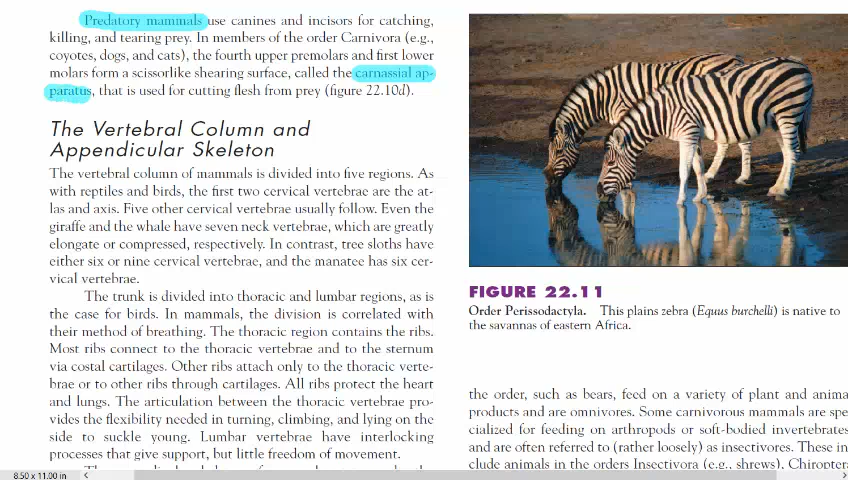 Predatory mammals use canines and incisors for catching,
killing, and tearing prey. In members of the order Carnivora (e.g.,
coyotes, dogs, and cats), the fourth upper premolars and first lower
molars form a scissorlike shearing surface, called the carnassial ap-
paratus, that is used for cutting flesh from prey (figure 22.10d).
The Vertebral Column and
Appendicular Skeleton
The vertebral column of mammals is divided into five regions. As
with reptiles and birds, the first two cervical vertebrae are the at-
las and axis. Five other cervical vertebrae usually follow. Even the
giraffe and the whale have seven neck vertebrae, which are greatly
elongate or compressed, respectively. In contrast, tree sloths have
either six or nine cervical vertebrae, and the manatee has six cer-
vical vertebrae.
The trunk is divided into thoracic and lumbar regions, as is
the case for birds. In mammals, the division is correlated with
their method of breathing. The thoracic region contains the ribs.
Most ribs connect to the thoracic vertebrae and to the sternum
via costal cartilages. Other ribs attach only to the thoracic verte-
brae or to other ribs through cartilages. All ribs protect the heart
and lungs. The articulation between the thoracic vertebrae pro-
vides the flexibility needed in turning, climbing, and lying on the
side to suckle young. Lumbar vertebrae have interlocking
processes that give support, but little freedom of movement.
FIGURE 22.11
Order Perissodactyla. This plains zebra (Equus burchelli) is native to
the savannas of eastern Africa.
the order, such as bears, feed on a variety of plant and anima
products and are omnivores. Some carnivorous mammals are spe
cialized for feeding on arthropods or soft-bodied invertebrates
and are often referred to (rather loosely) as insectivores. These in
clude animals in the orders Insectivora (e.g., shrews), Chiropter
8.50 x 11.00 in